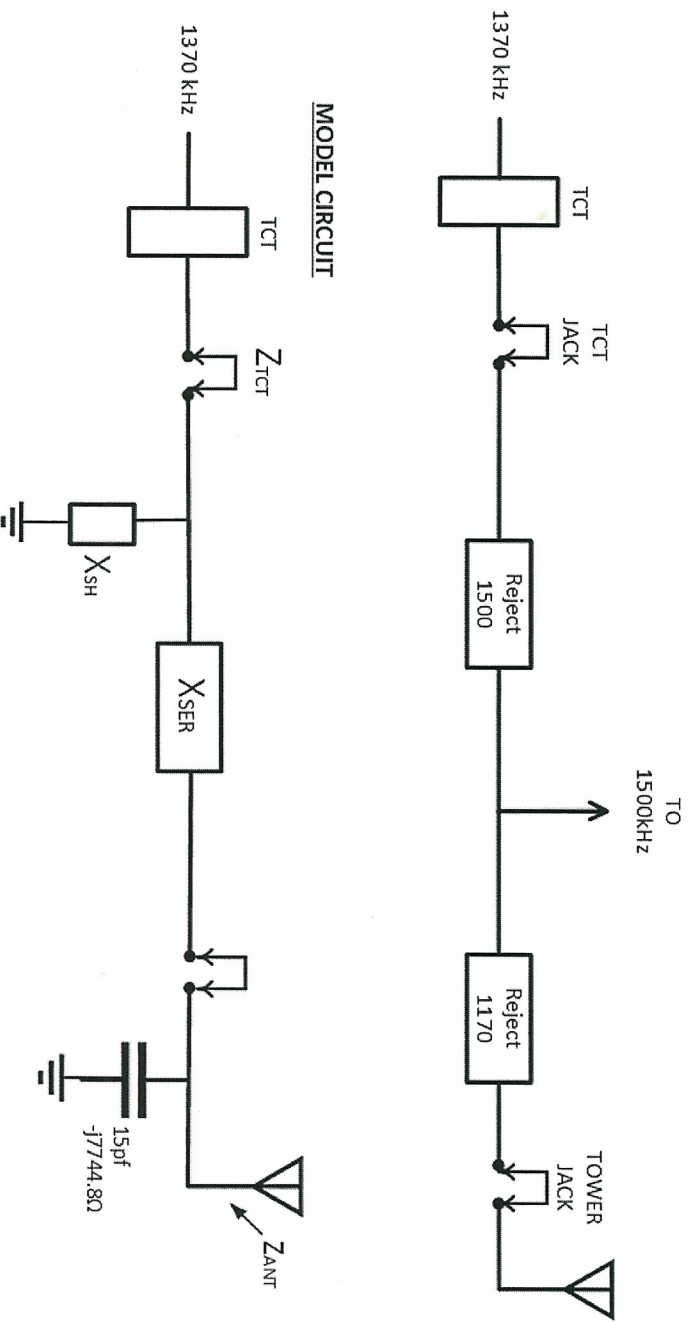 1370 kHz
TCT
TCT
JACK
Reject
1500
TO
1500kHz
Reject
1170
TOWER
JACK
MODEL CIRCUIT
1370 kHz
TCT
ZTCT
XSH
XSER
15pf
-j7744.8Ω
ZANT